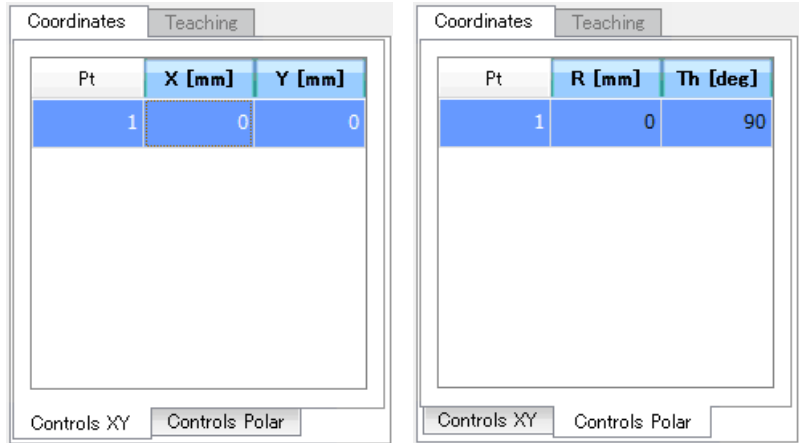 Coordinates Teaching
Pt X [mm] Y [mm]
1 0 0
Controls XY Controls Polar
Coordinates Teaching
Pt R [mm] Th [deg]
1 0 90
Controls XY Controls Polar